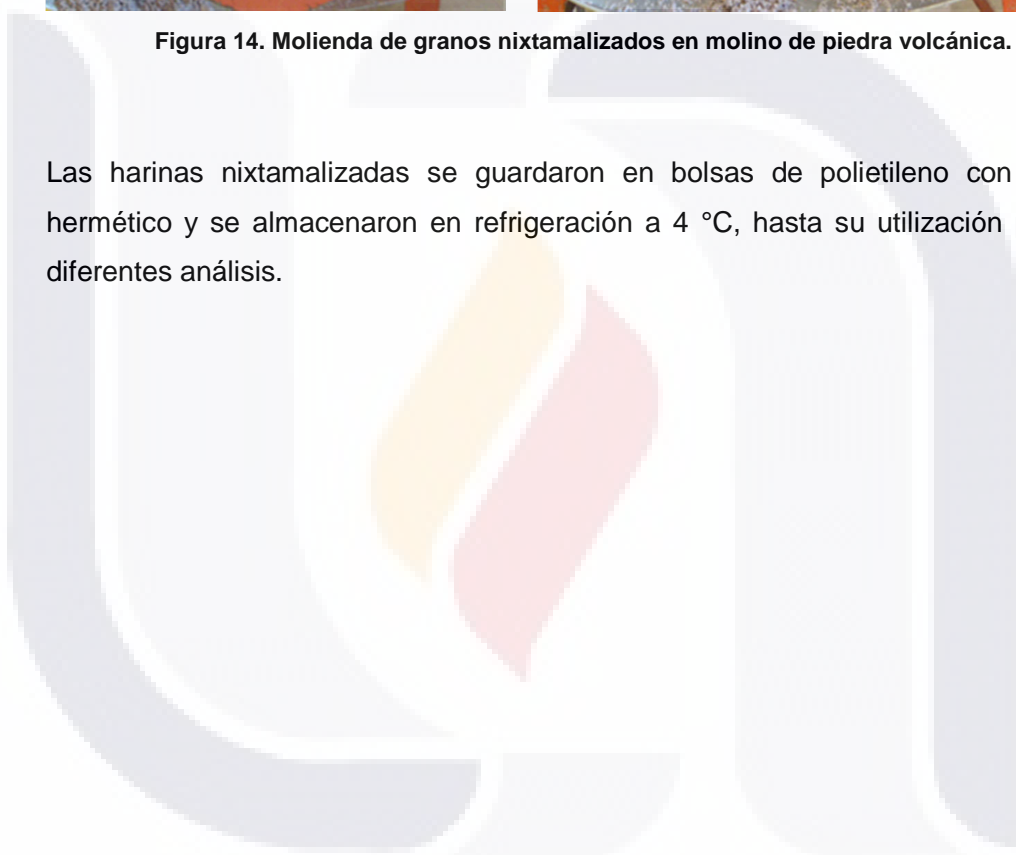 Figura 14. Molienda de granos nixtamalizados en molino de piedra volcánica.
Las harinas nixtamalizadas se guardaron en bolsas de polietileno con
hermético y se almacenaron en refrigeración a 4 °C, hasta su utilización
diferentes análisis.